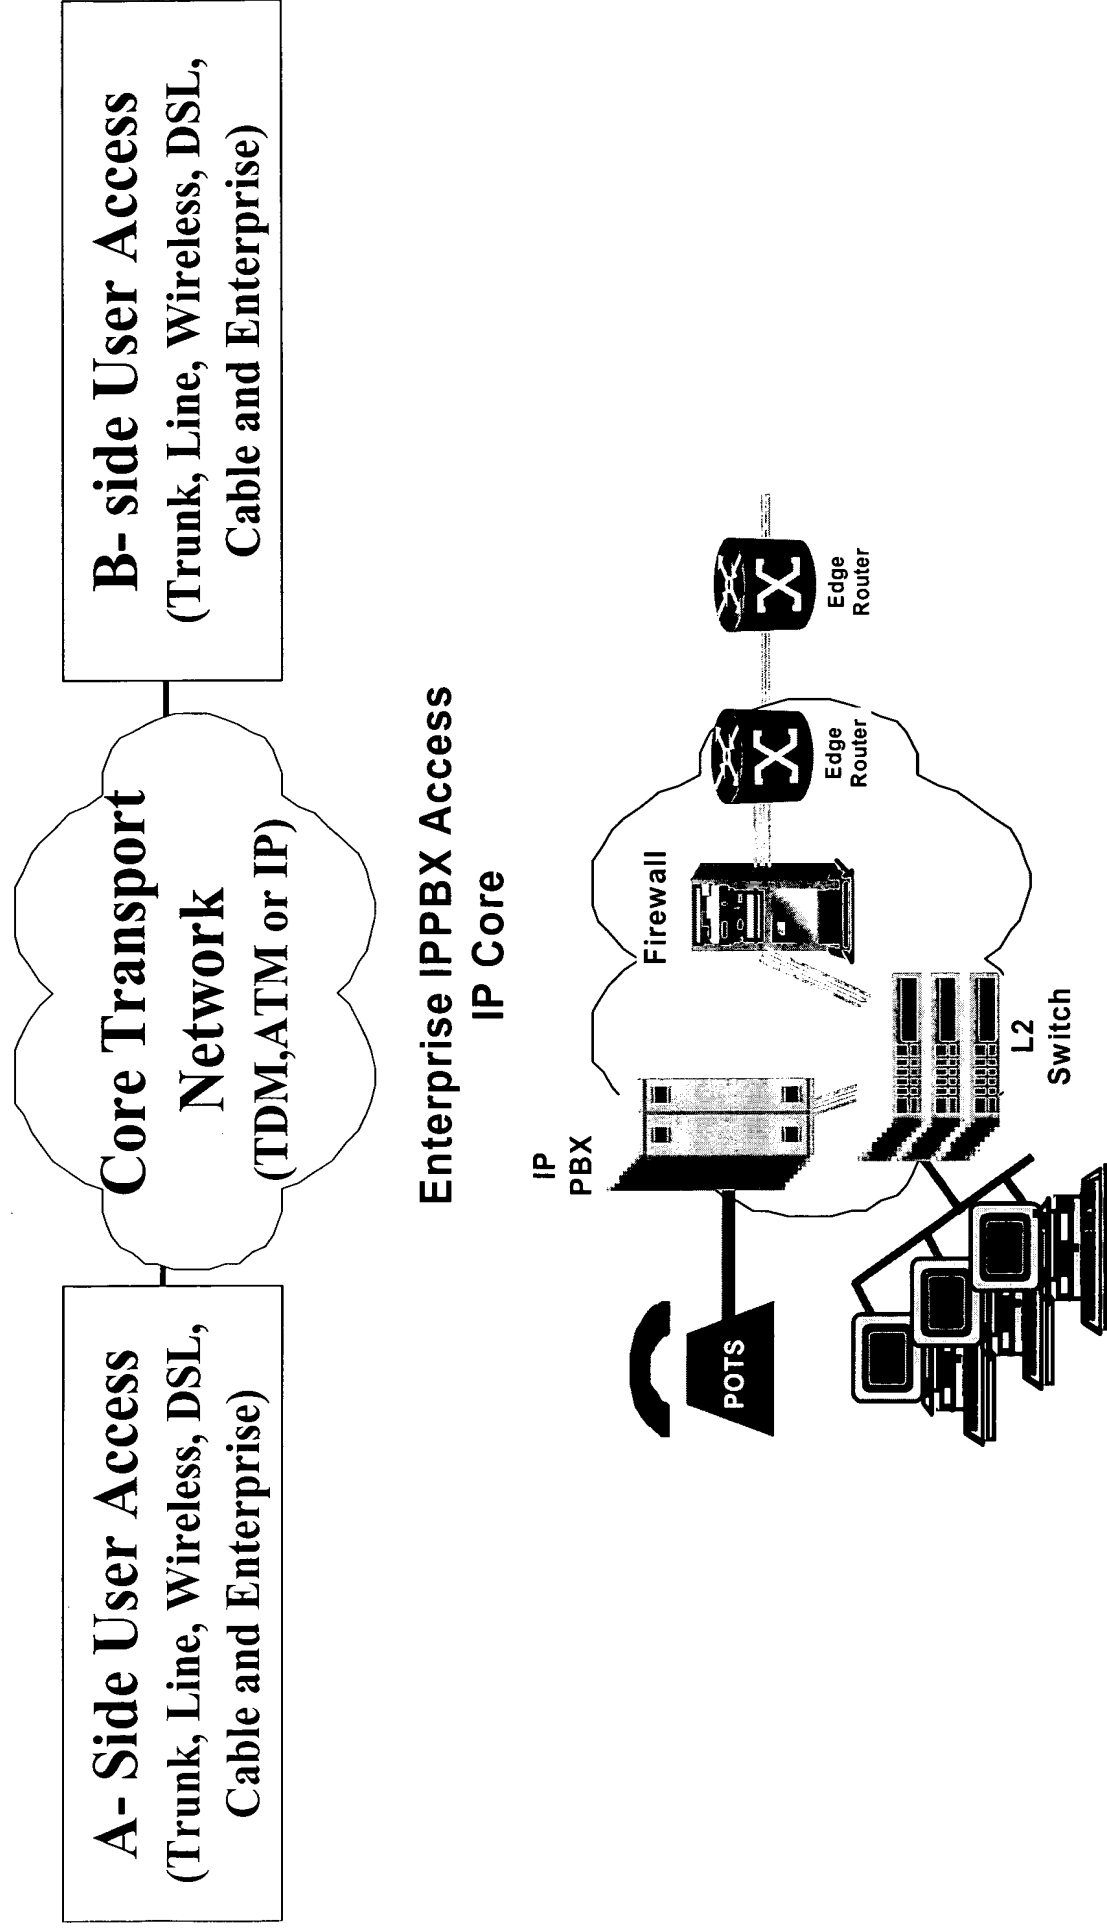 A- Side User Access
(Trunk, Line, Wireless, DSL,
Cable and Enterprise)
Core Transport
Network
(TDM,ATM or IP)
B- side User Access
(Trunk, Line, Wireless, DSL,
Cable and Enterprise)
Enterprise IPPBX Access
IP Core
IP
PBX
Firewall
POTS
Edge
Router
Edge
Router
L2
Switch